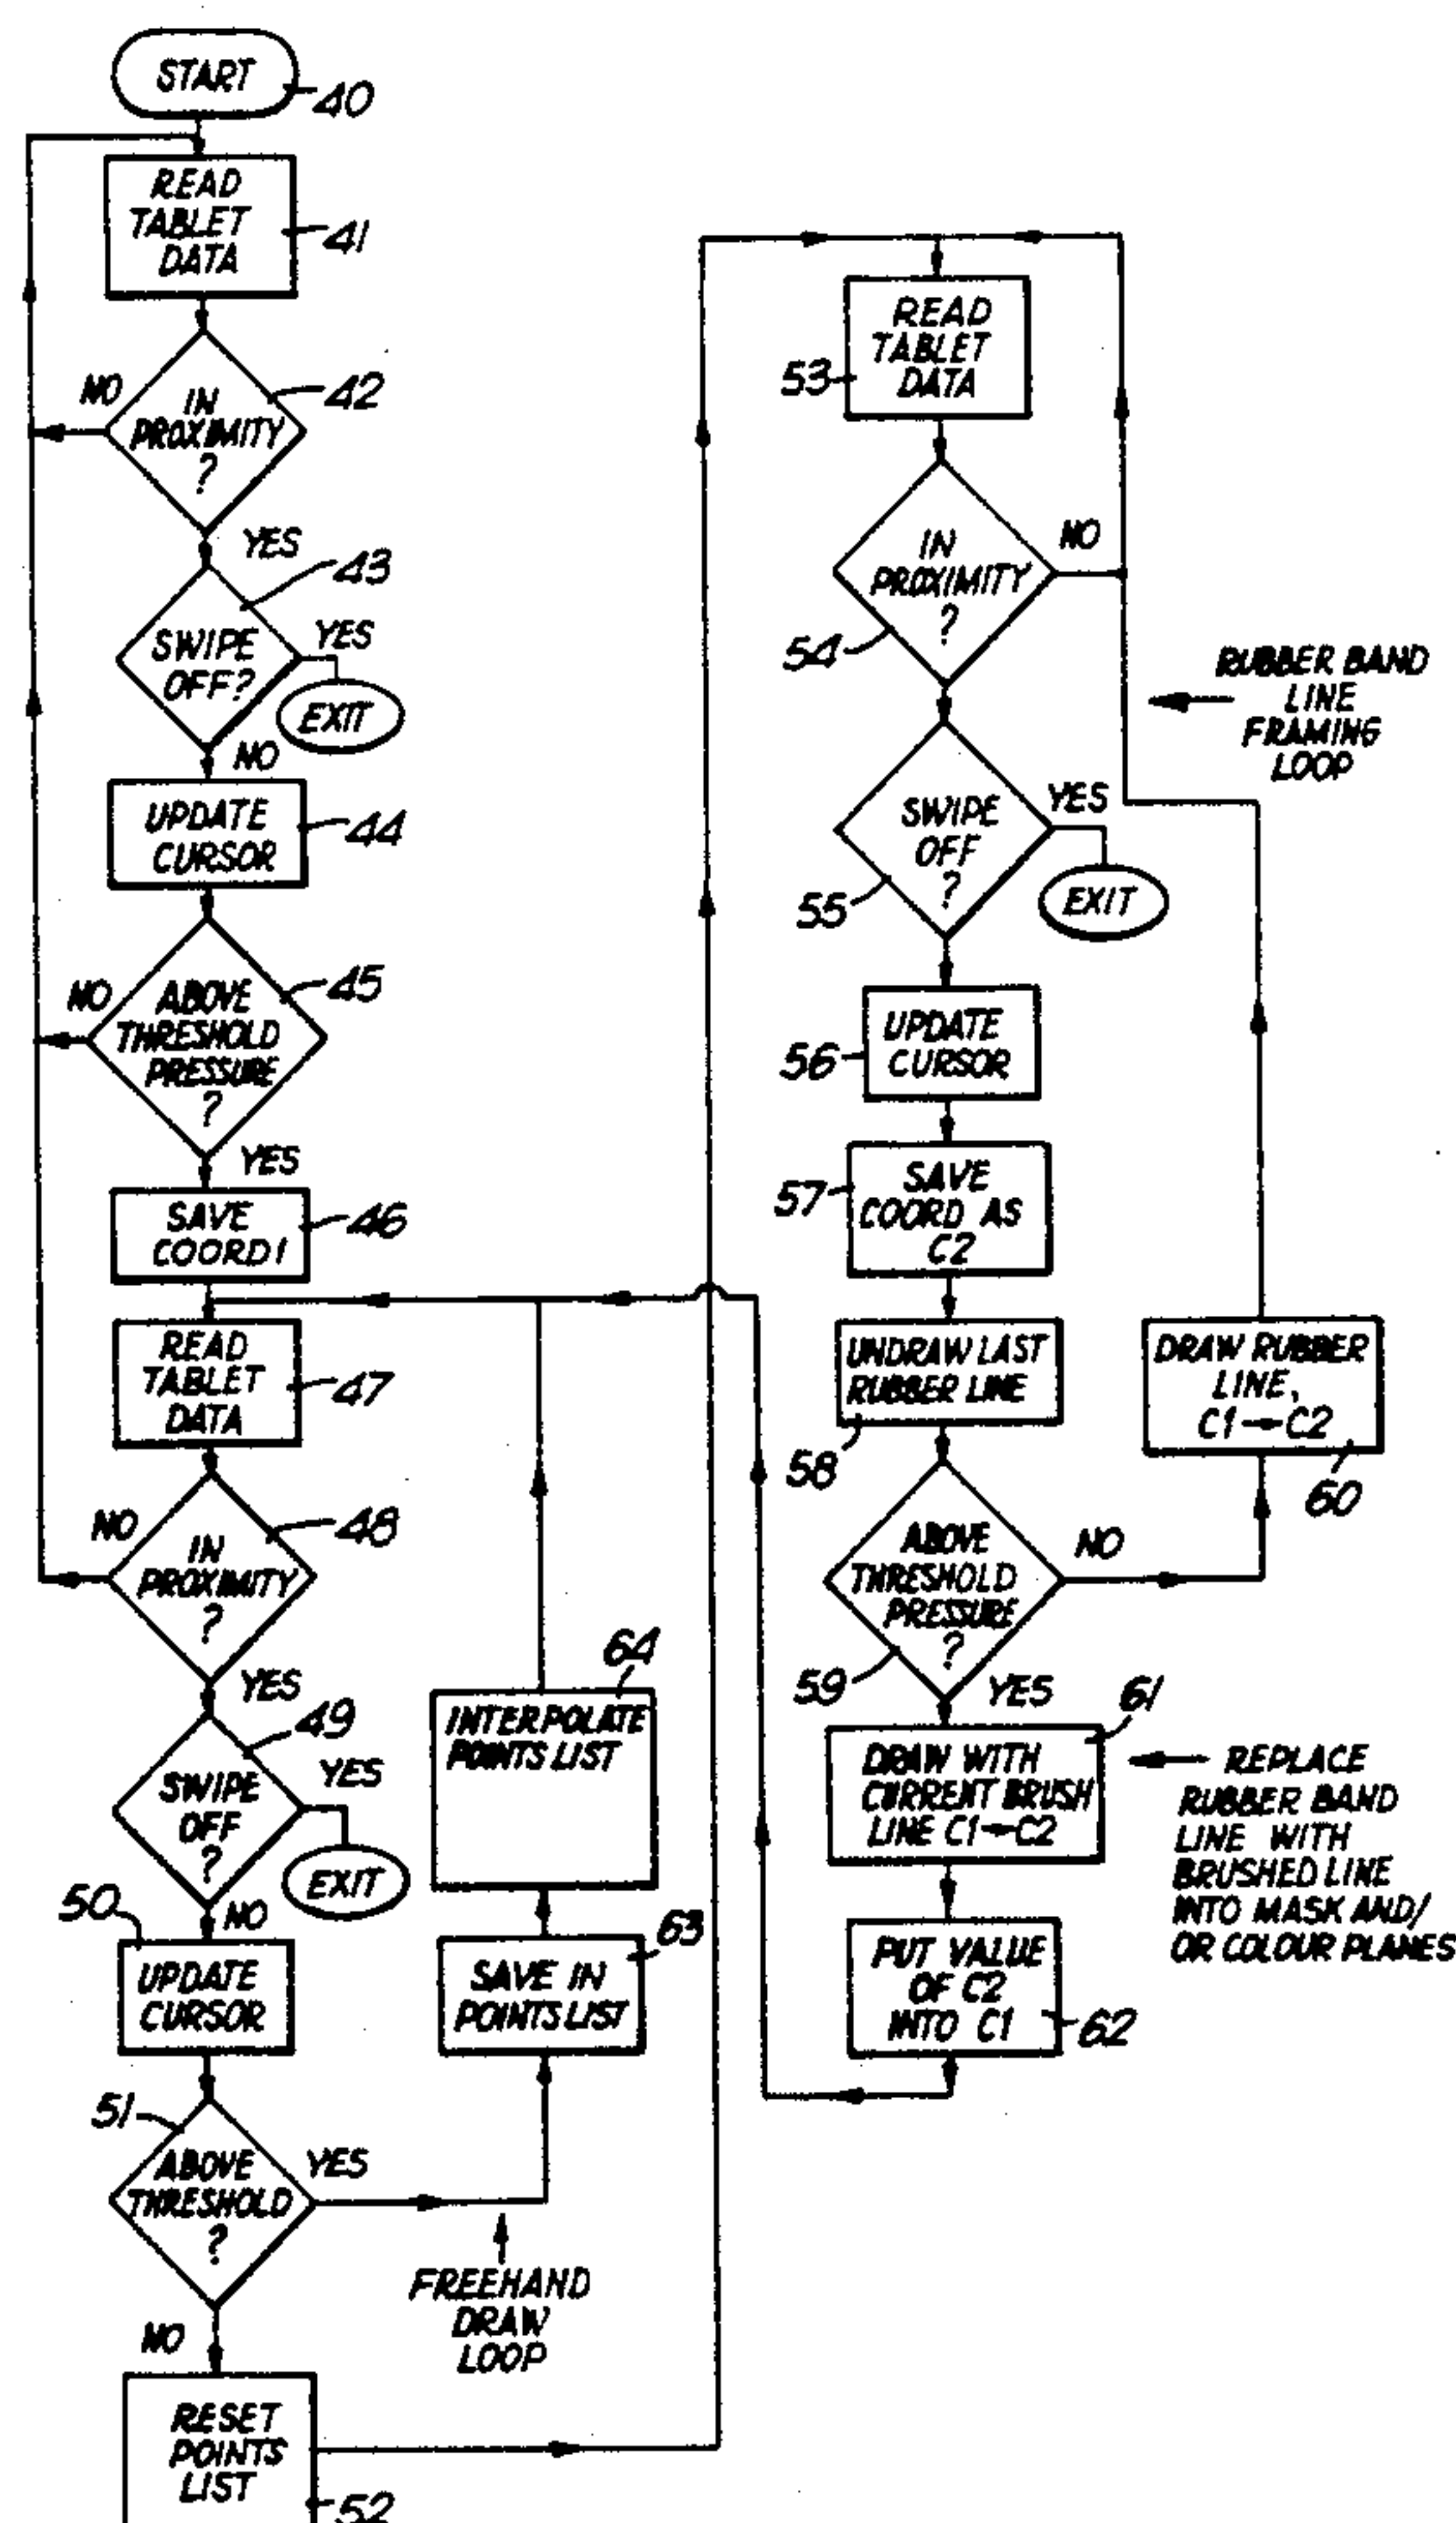 START
40
READ
TABLET
DATA
41
NO
IN
PROXIMITY
?
42
YES
SWIPE
OFF?
43
YES
EXIT
NO
UPDATE
CURSOR
44
NO
ABOVE
THRESHOLD
PRESSURE
?
45
YES
SAVE
COORD1
46
READ
TABLET
DATA
47
NO
IN
PROXIMITY
?
48
YES
SWIPE
OFF
?
49
YES
EXIT
NO
50
UPDATE
CURSOR
51
ABOVE
THRESHOLD
?
YES
FREEHAND
DRAW
LOOP
NO
RESET
POINTS
LIST
52
64
INTERPOLATE
POINTS LIST
63
SAVE IN
POINTS LIST
READ
TABLET
DATA
53
IN
PROXIMITY
?
NO
54
RUBBER BAND
LINE
FRAMING
LOOP
SWIPE
OFF
?
YES
EXIT
55
UPDATE
CURSOR
56
SAVE
COORD AS
C2
57
UNDRAW LAST
RUBBER LINE
58
DRAW RUBBER
LINE,
C1→C2
60
ABOVE
THRESHOLD
PRESSURE
?
NO
59
YES
61
DRAW WITH
CURRENT BRUSH
LINE C1→C2
REPLACE
RUBBER BAND
LINE WITH
BRUSHED LINE
INTO MASK AND/
OR COLOUR PLANES
PUT VALUE
OF C2
INTO C1
62